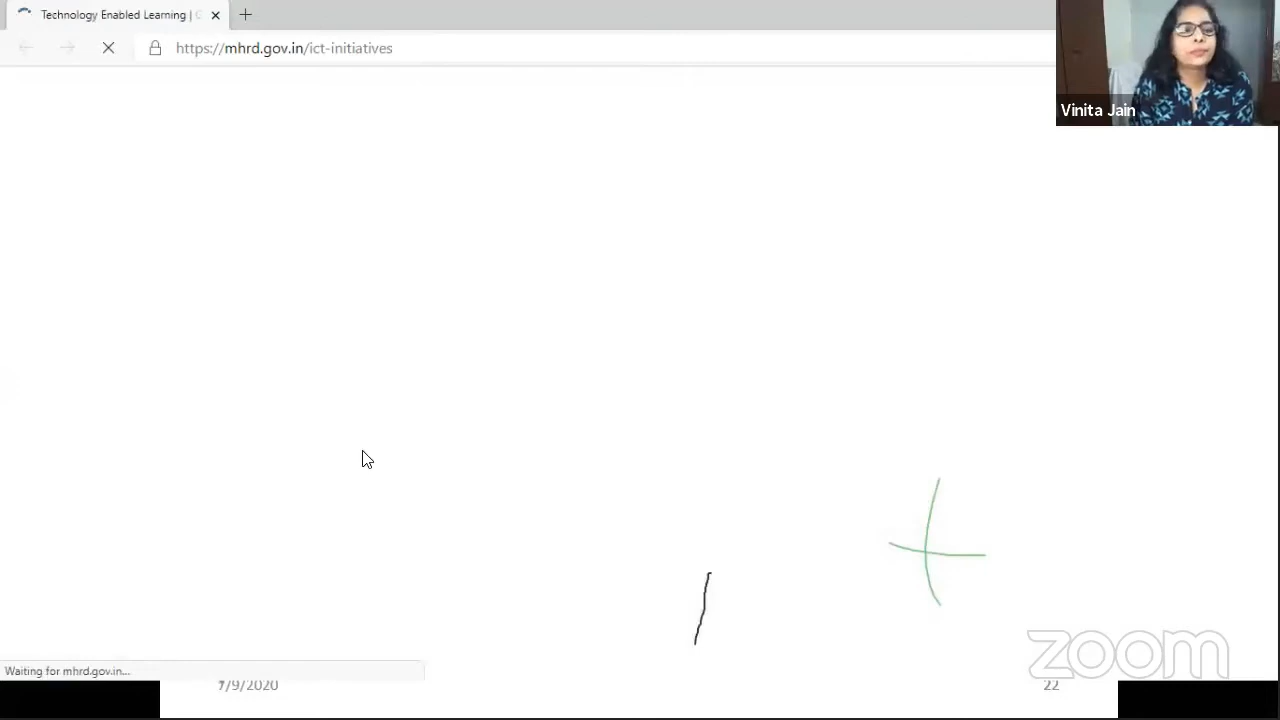 Technology Enabled Learning |
https://mhrd.gov.in/ict-initiatives
Vinita Jain
zoom
Waiting for mhrd.gov.in...
7/9/2020
22